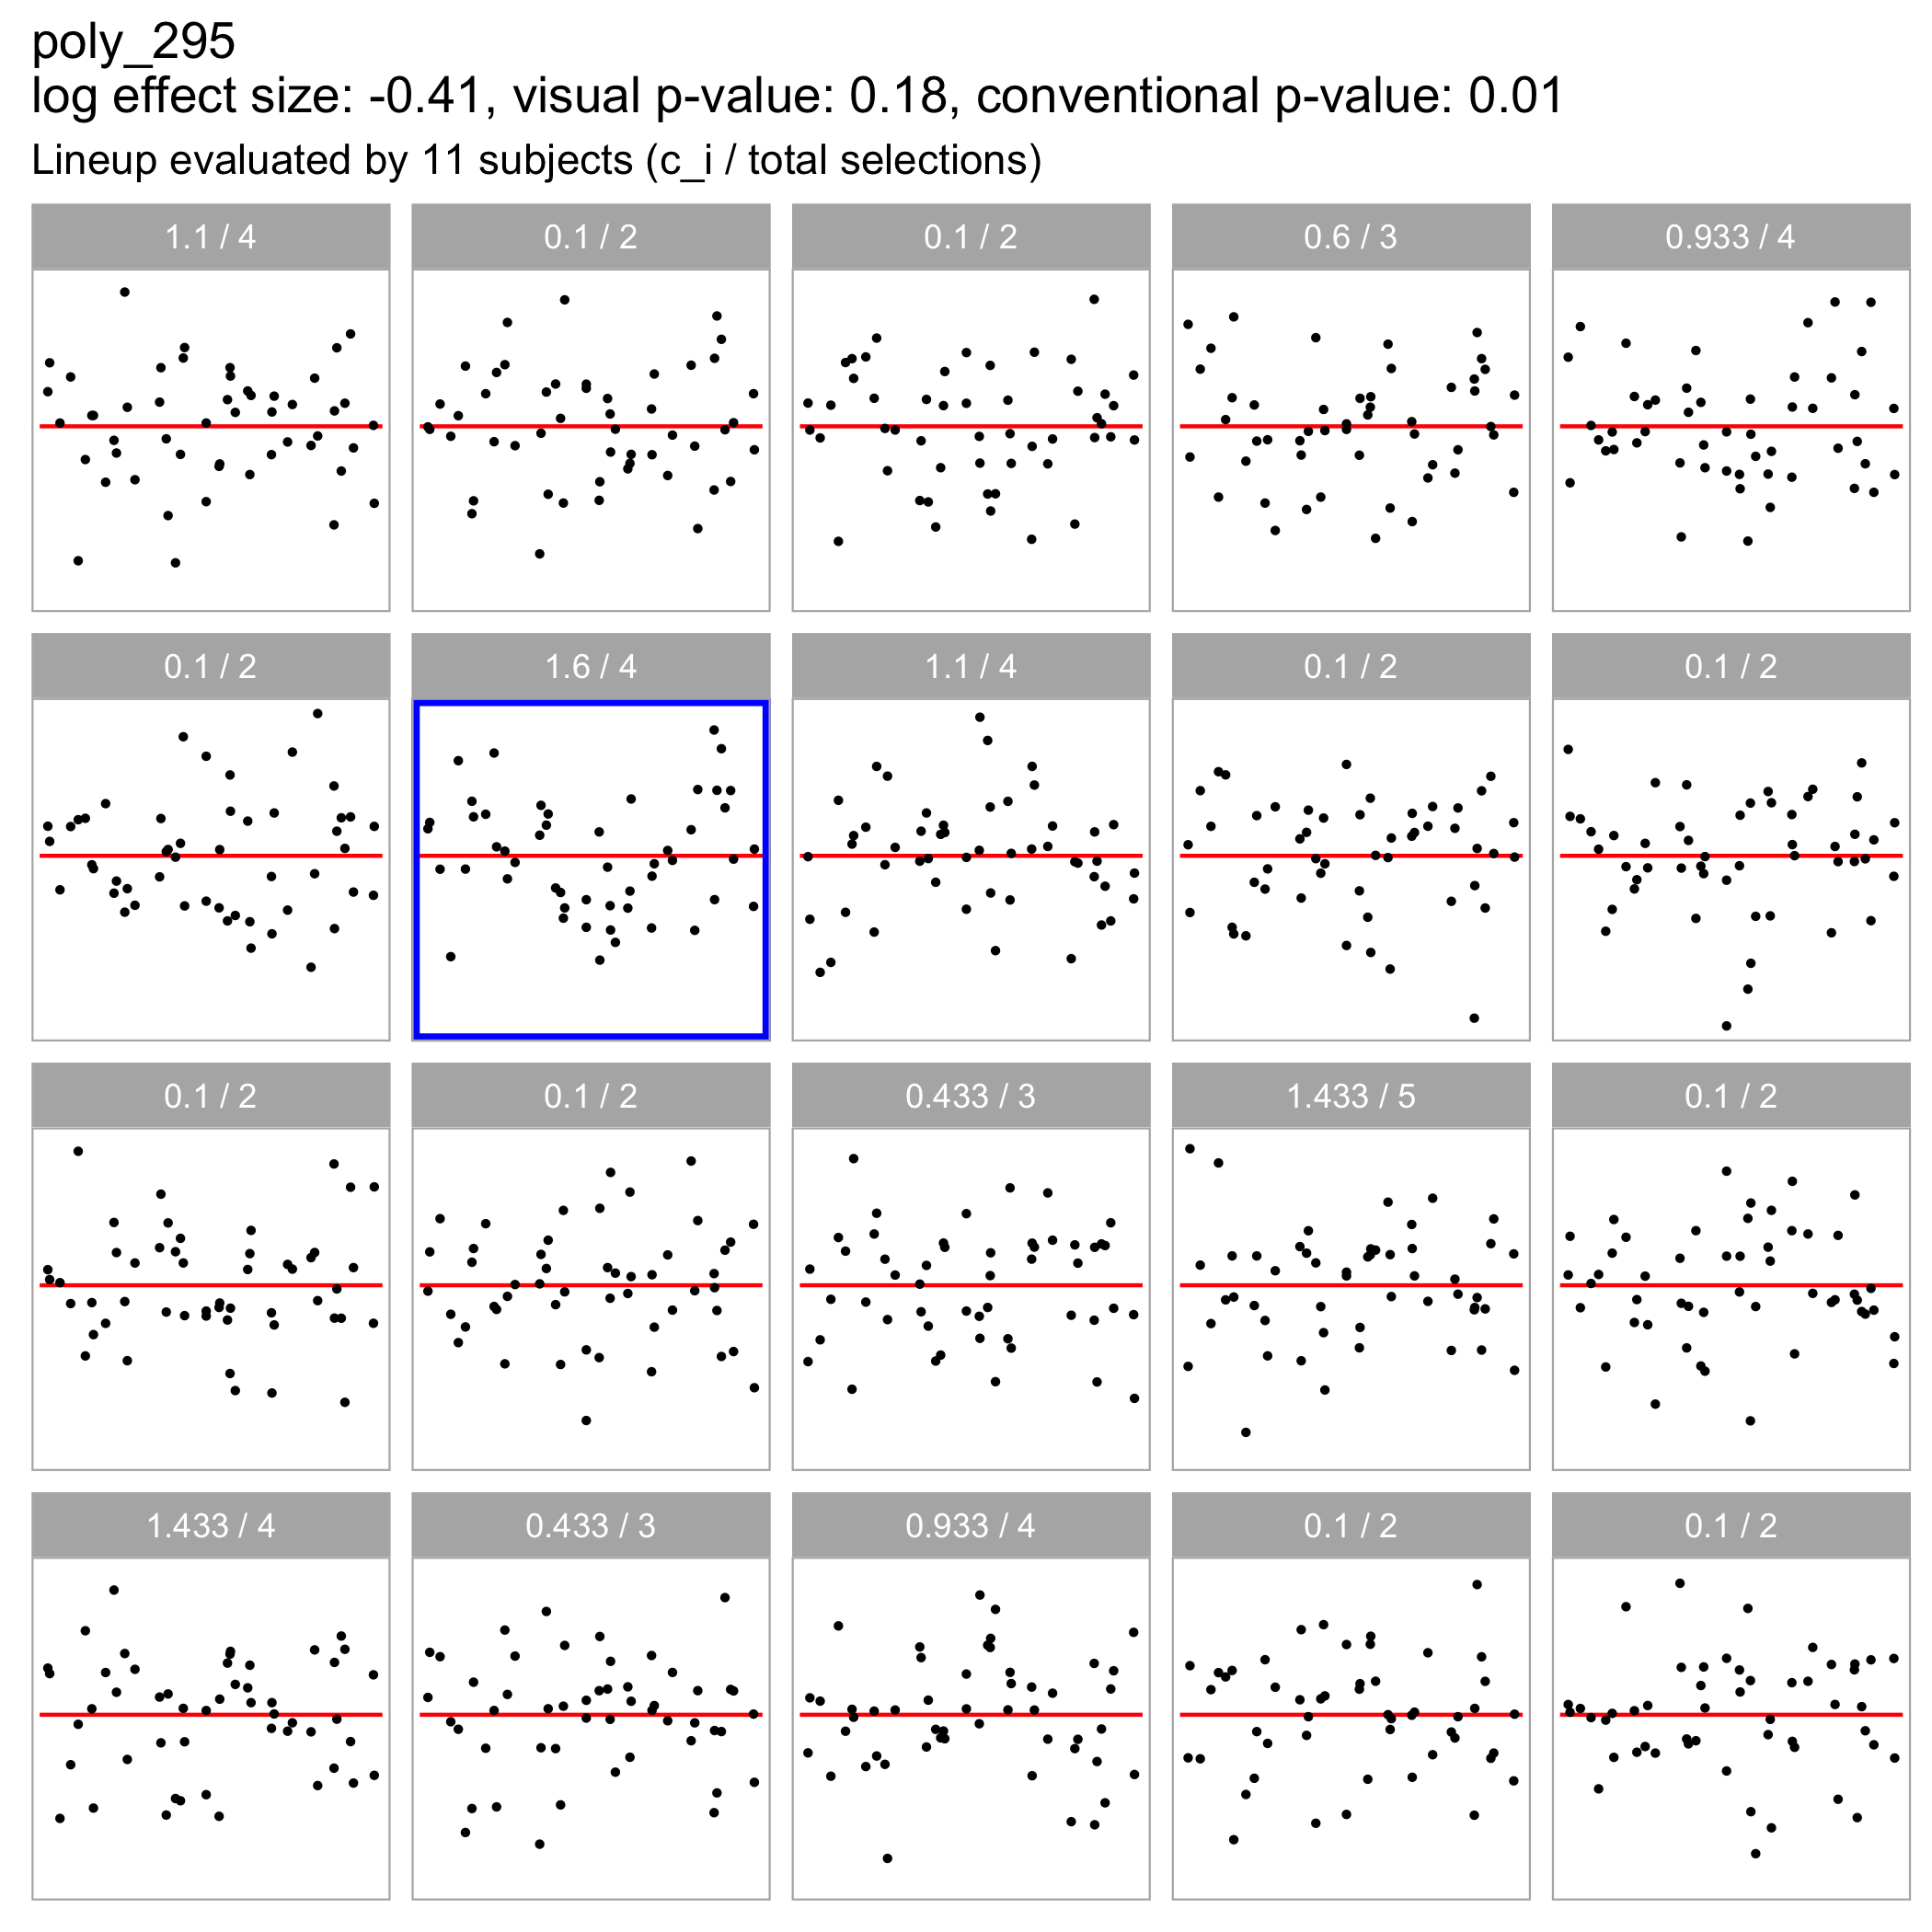 poly_295
log effect size: -0.41, visual p-value: 0.18, conventional p-value: 0.01
Lineup evaluated by 11 subjects (c_i / total selections)
1.1 / 4
0.1 / 2
0.1 / 2
0.6 / 3
0.933 / 4
0.1 / 2
1.6 / 4
1.1 / 4
0.1 / 2
0.1 / 2
0.1 / 2
0.1 / 2
0.433 / 3
1.433 / 5
0.1 / 2
1.433 / 4
0.433 / 3
0.933 / 4
0.1 / 2
0.1 / 2